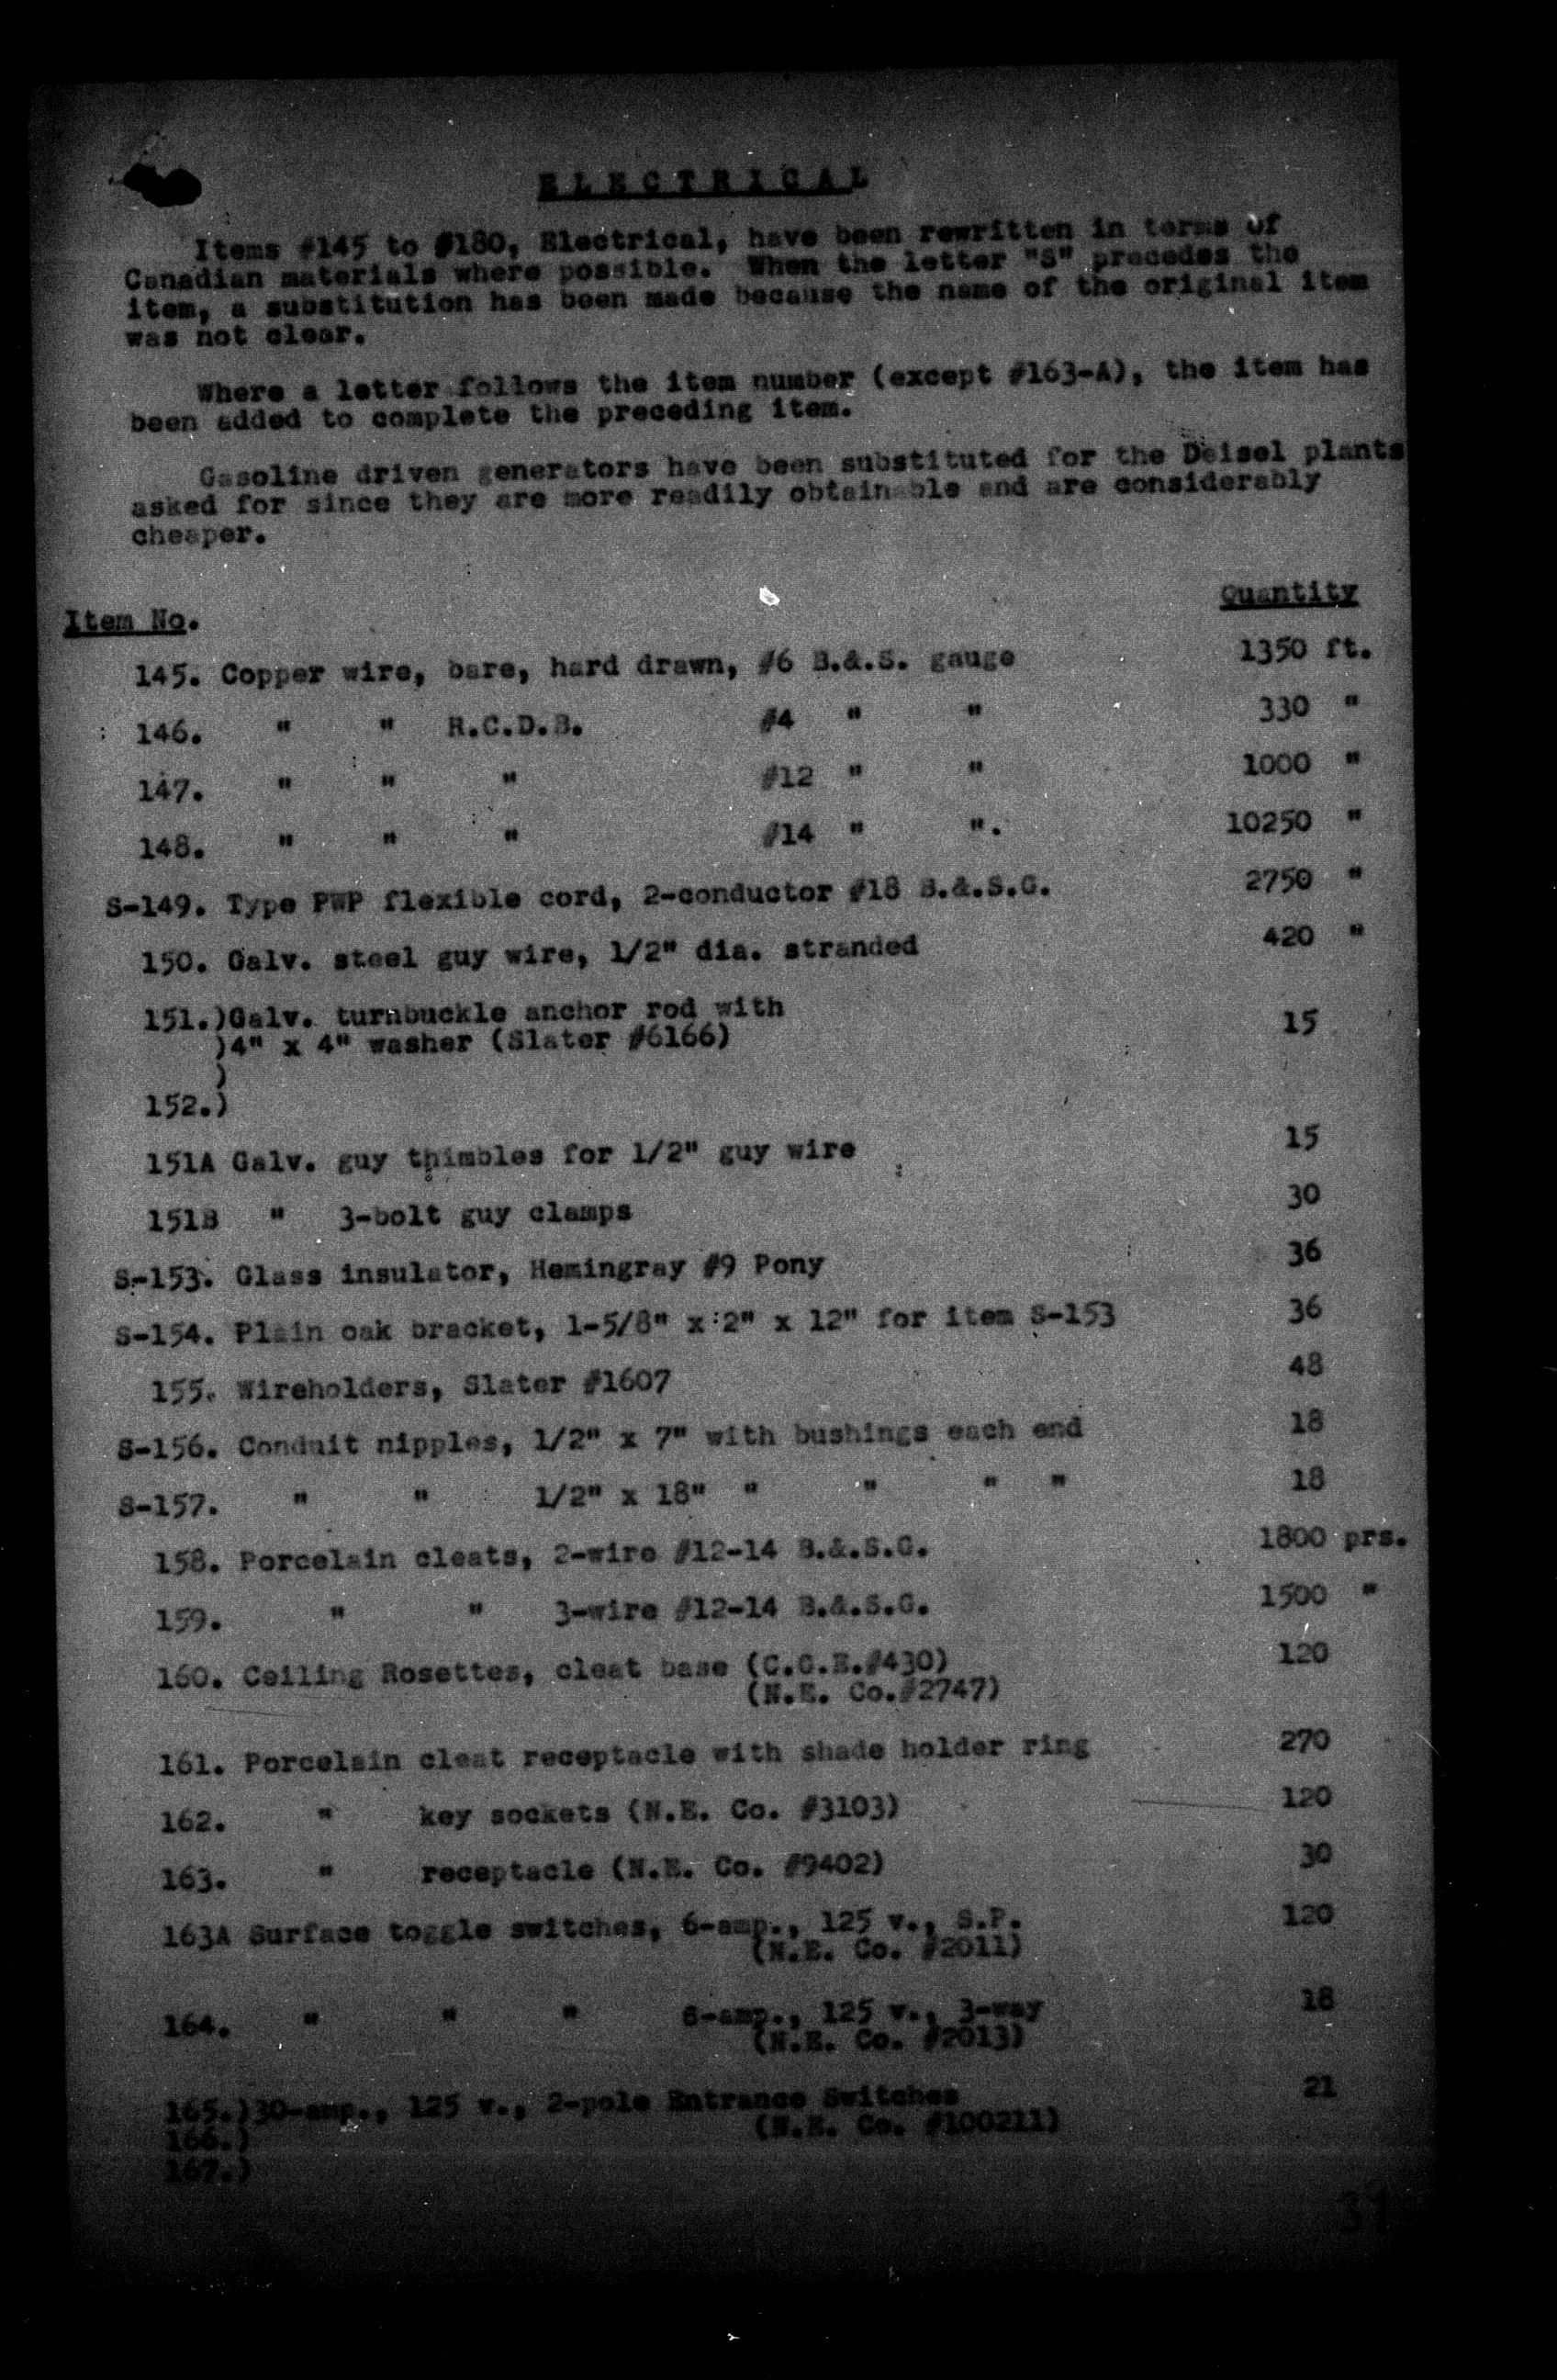 ELECTRICAL
Items #145 to #180, Electrical, have been rewritten in terms of
Canadian materials where possible. When the letter "S" precedes the
item, a substitution has been made because the name of the original item
was not clear.
Where a letter follows the item number (except #163-A), the item has
been added to complete the preceding item.
Gasoline driven generators have been substituted for the Deisel plants
asked for since they are more readily obtainable and are considerably
cheaper.
Item No. Quantity
145. Copper wire, bare, hard drawn, #6 B.&.S. gauge 1350 ft.
146. " " R.C.D.B. #4 " " 330 "
147. " " " #12 " " 1000 "
148. " " " #14 " ". 10250 "
S-149. Type PWP flexible cord, 2-conductor #18 B.&.S.G. 2750 "
150. Galv. steel guy wire, 1/2" dia. stranded 420 "
151.)Galv. turnbuckle anchor rod with
)4" x 4" washer (Slater #6166) 15
)
152.)
151A Galv. guy thimbles for 1/2" guy wire 15
151B " 3-bolt guy clamps 30
S-153. Glass insulator, Hemingray #9 Pony 36
S-154. Plain oak bracket, 1-5/8" x 2" x 12" for item S-153 36
155. Wireholders, Slater #1607 48
S-156. Conduit nipples, 1/2" x 7" with bushings each end 18
S-157. " " 1/2" x 18" " " " " 18
158. Porcelain cleats, 2-wire #12-14 B.&.S.G. 1800 prs.
159. " " 3-wire #12-14 B.&.S.G. 1500 "
160. Ceiling Rosettes, cleat base (C.G.E.#430) 120
(N.E. Co.#2747)
161. Porcelain cleat receptacle with shade holder ring 270
162. " key sockets (N.E. Co. #3103) 120
163. " receptacle (N.E. Co. #9402) 30
163A Surface toggle switches, 6-amp., 125 v., S.P. 120
(N.E. Co. #2011)
164. " " " 6-amp., 125 v., 3-way 18
(N.E. Co. #2013)
165.)30-amp., 125 v., 2-pole Entrance Switches 21
166.) (N.E. Co. #100211)
167.)